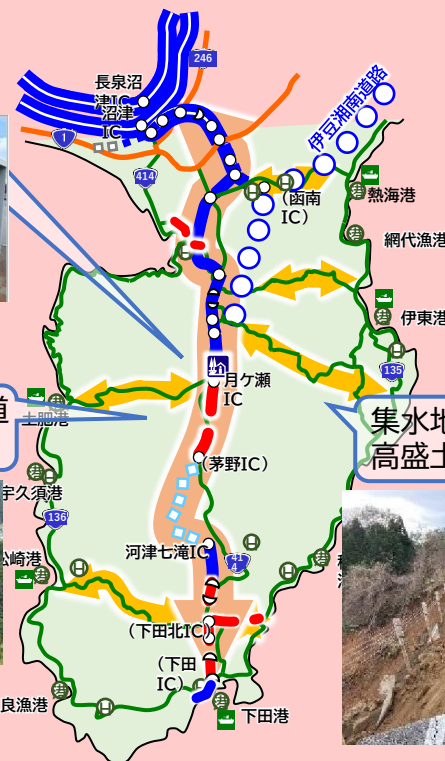 246
長泉沼
津IC
沼津
IC
1
伊豆湘南道路
414
(函南
IC)
熱海港
網代漁港
伊東港
135
月ケ瀬
IC
道
土肥港
集水地
高盛土
(茅野IC)
宇久須港
136
河津七滝IC
41
4
松崎港
(下田北IC)
(下田
IC)
良漁港
下田港